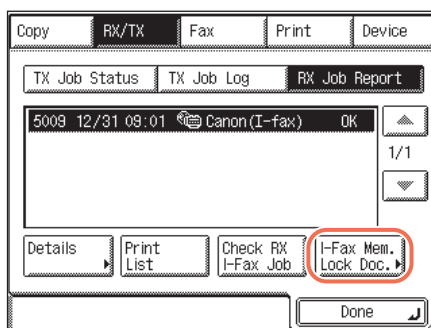 Copy RX/TX Fax Print Device
TX Job Status TX Job Log RX Job Report
5009 12/31 09:01 Canon(I-fax) OK
1/1
Details Print List Check RX I-Fax Job I-Fax Mem. Lock Doc.
Done